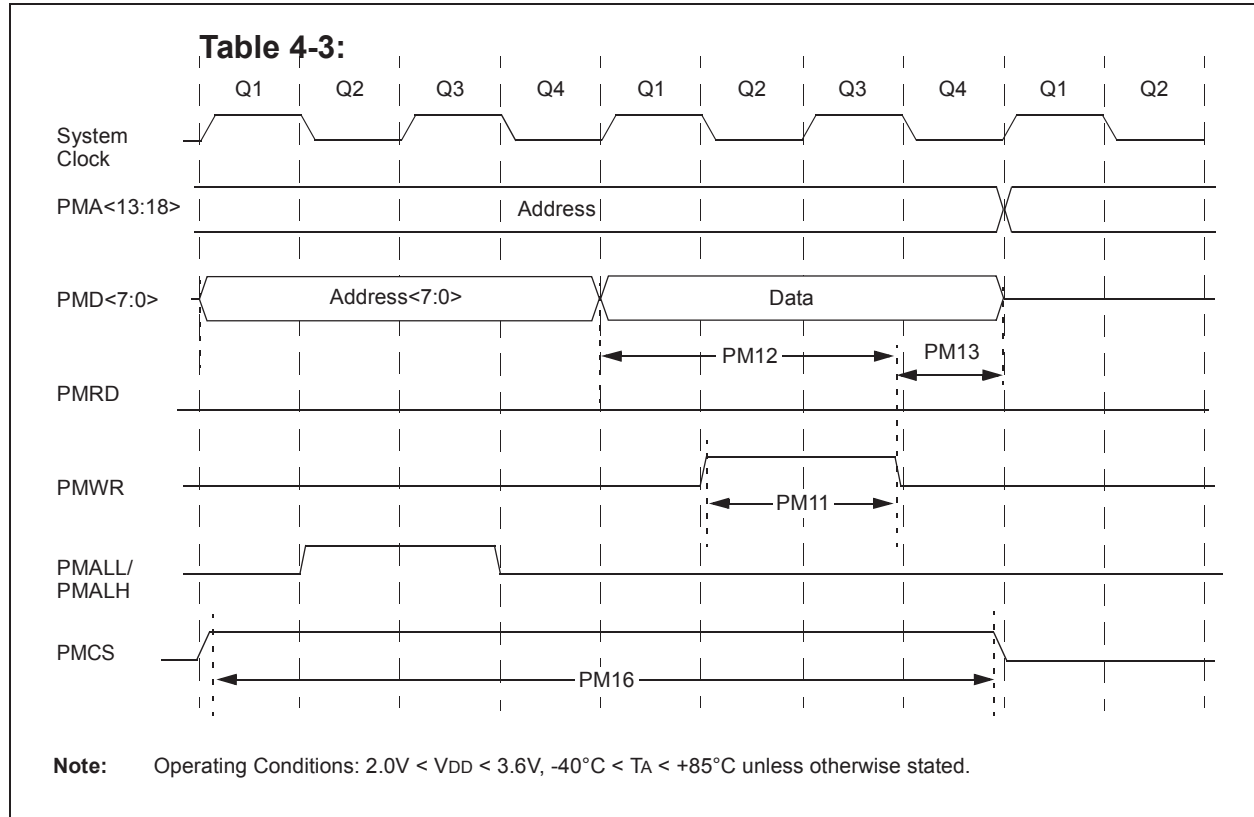 Table 4-3:
Q1 Q2 Q3 Q4 Q1 Q2 Q3 Q4 Q1 Q2
System
Clock
PMA<13:18>
Address
PMD<7:0>
Address<7:0>
Data
PM12
PM13
PMRD
PMWR
PM11
PMALL/
PMALH
PMCS
PM16
Note: Operating Conditions: 2.0V < VDD < 3.6V, -40°C < TA < +85°C unless otherwise stated.